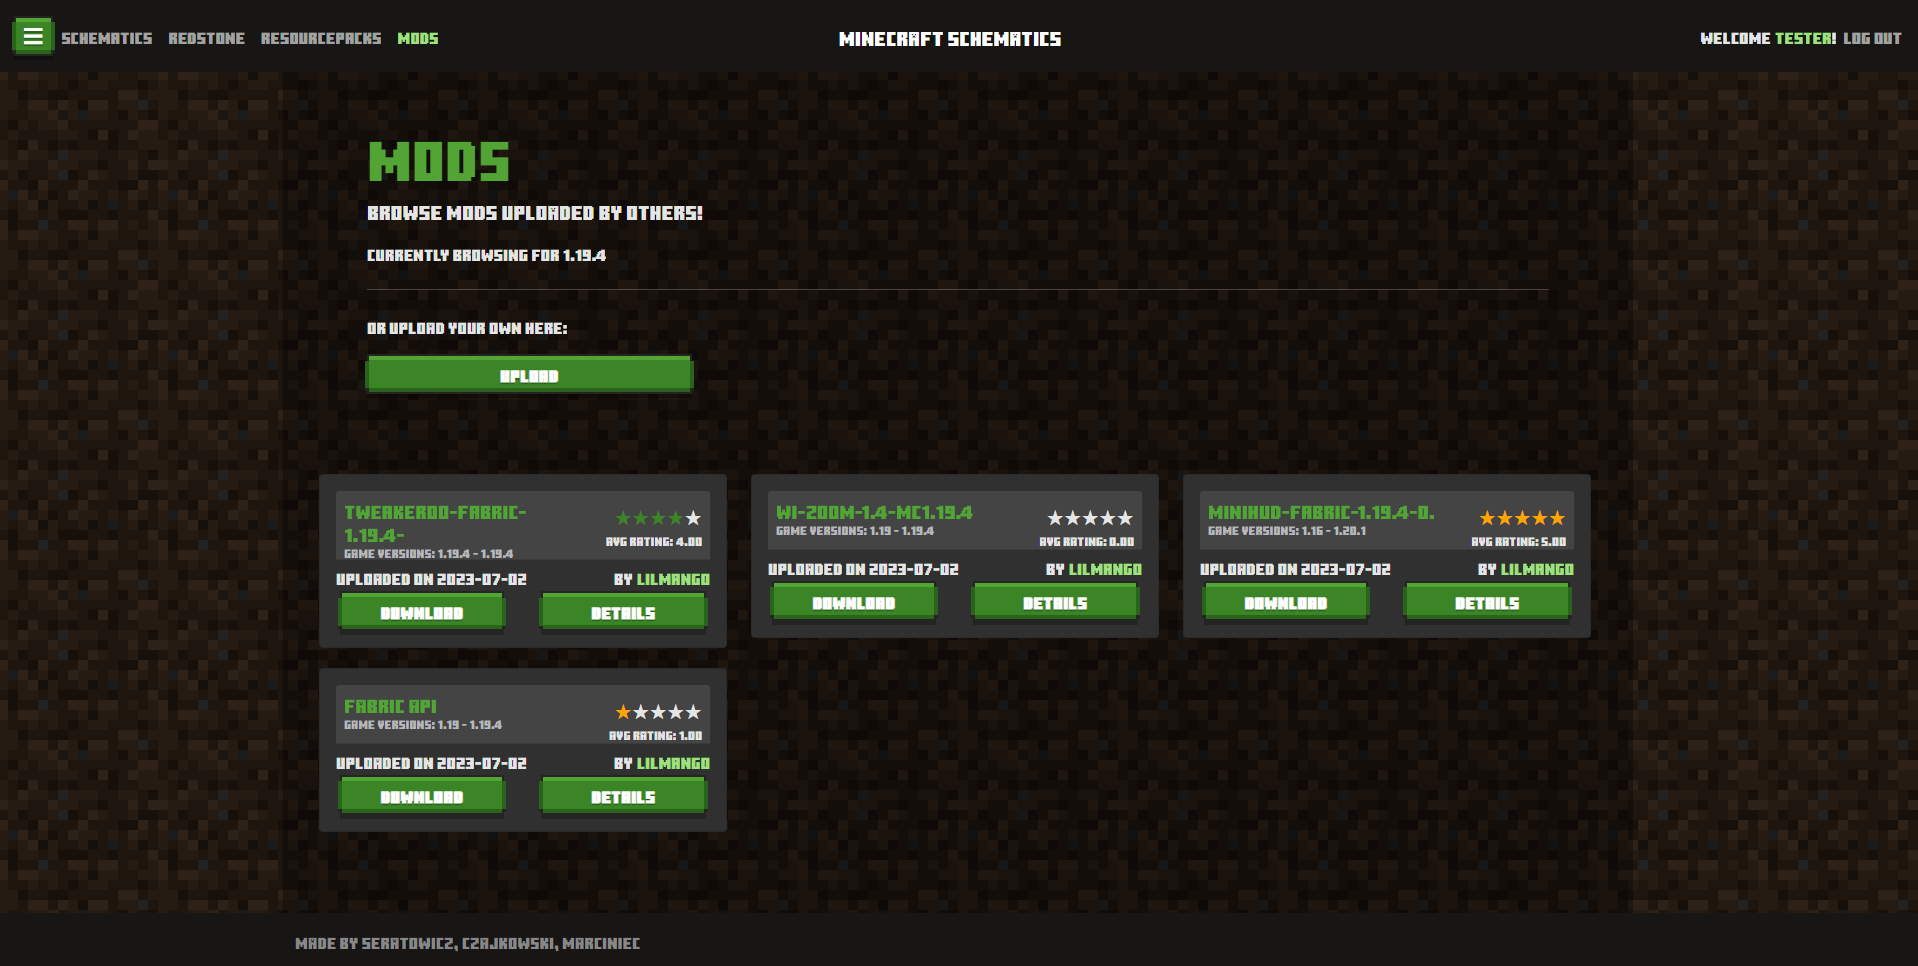 SCHEMATICS REDSTONE RESOURCEPACKS MODS MINECRAFT SCHEMATICS WELCOME TESTER! LOG OUT
MODS
BROWSE MODS UPLOADED BY OTHERS!
CURRENTLY BROWSING FOR 1.19.4
OR UPLOAD YOUR OWN HERE:
UPLOAD
TWEAKEROO-FABRIC-
1.19.4-
GAME VERSIONS: 1.19.4 - 1.19.4
AVG RATING: 4.00
UPLOADED ON 2023-07-02 BY LILMANGO
DOWNLOAD DETAILS
WI-ZOOM-1.4-MC1.19.4
GAME VERSIONS: 1.19 - 1.19.4
AVG RATING: 0.00
UPLOADED ON 2023-07-02 BY LILMANGO
DOWNLOAD DETAILS
MINIHUD-FABRIC-1.19.4-0.
GAME VERSIONS: 1.16 - 1.20.1
AVG RATING: 5.00
UPLOADED ON 2023-07-02 BY LILMANGO
DOWNLOAD DETAILS
FABRIC API
GAME VERSIONS: 1.19 - 1.19.4
AVG RATING: 1.00
UPLOADED ON 2023-07-02 BY LILMANGO
DOWNLOAD DETAILS
MADE BY SERATOWICZ, CZAJKOWSKI, MARCINIEC